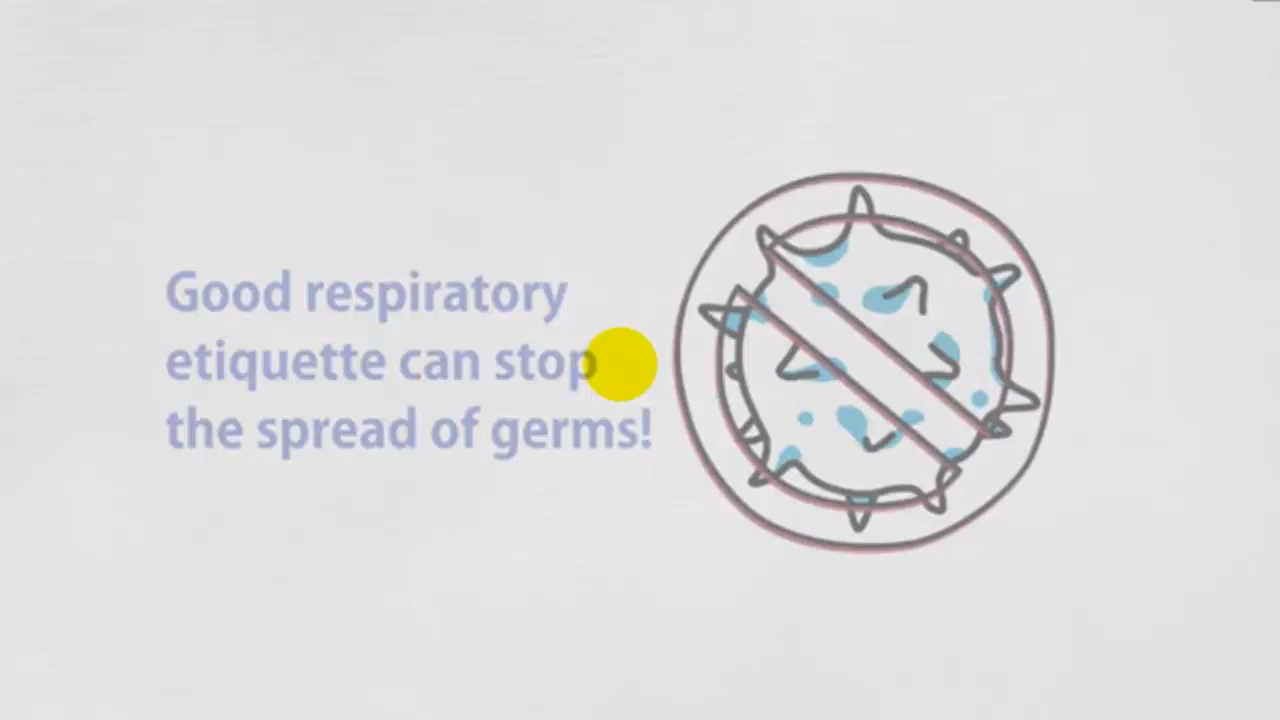 Good respiratory
etiquette can stop
the spread of germs!